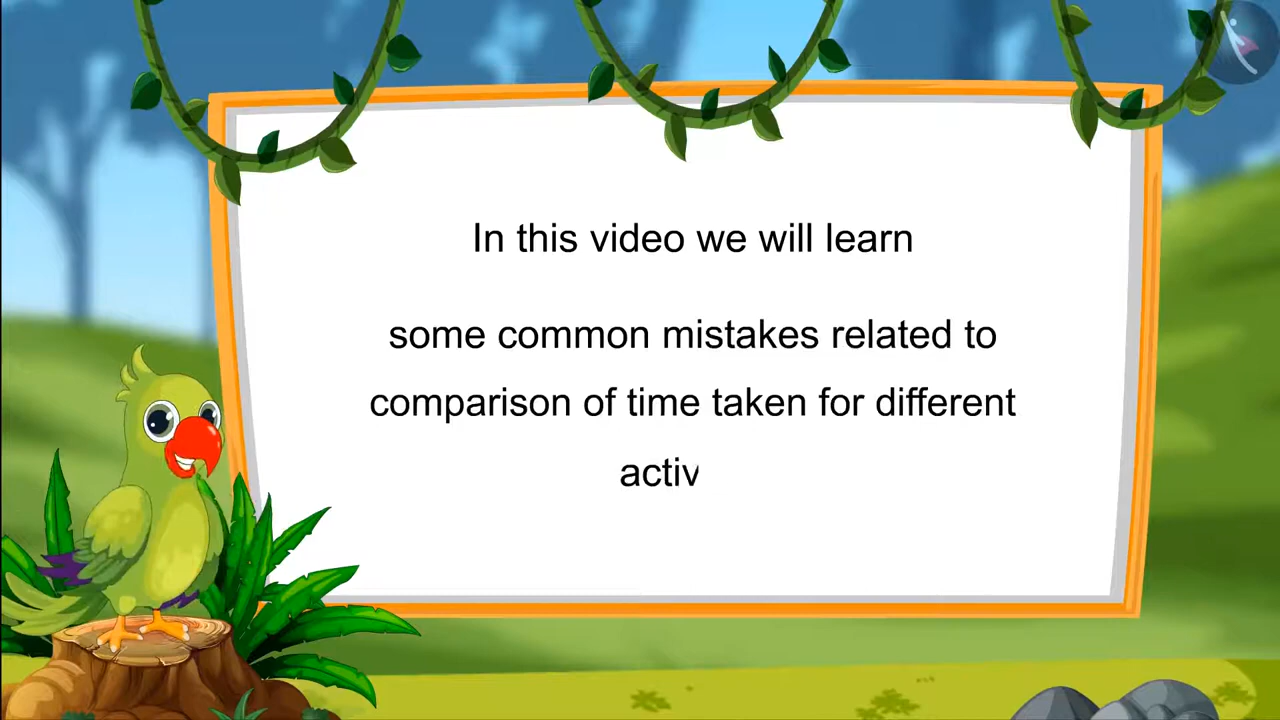 In this video we will learn
some common mistakes related to
comparison of time taken for different
activ